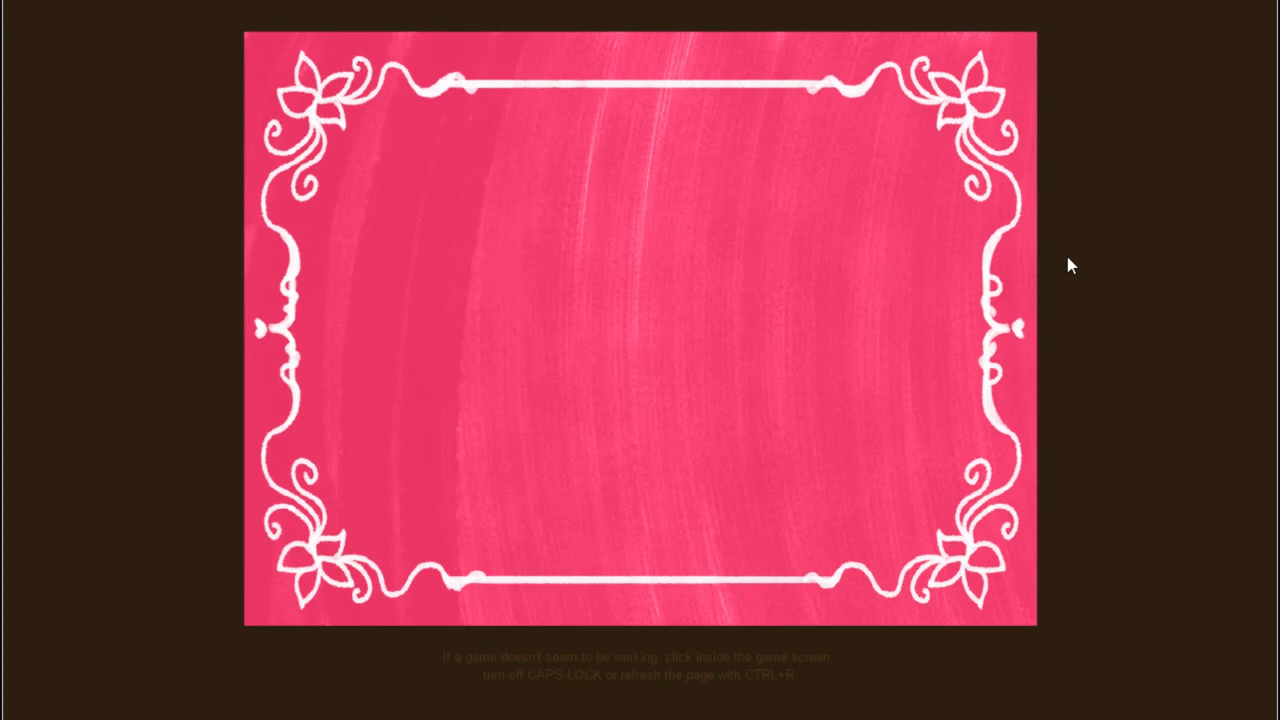 If a game doesn't seem to be working, click inside the game screen
turn off CAPS-LOCK or refresh the page with CTRL+R.